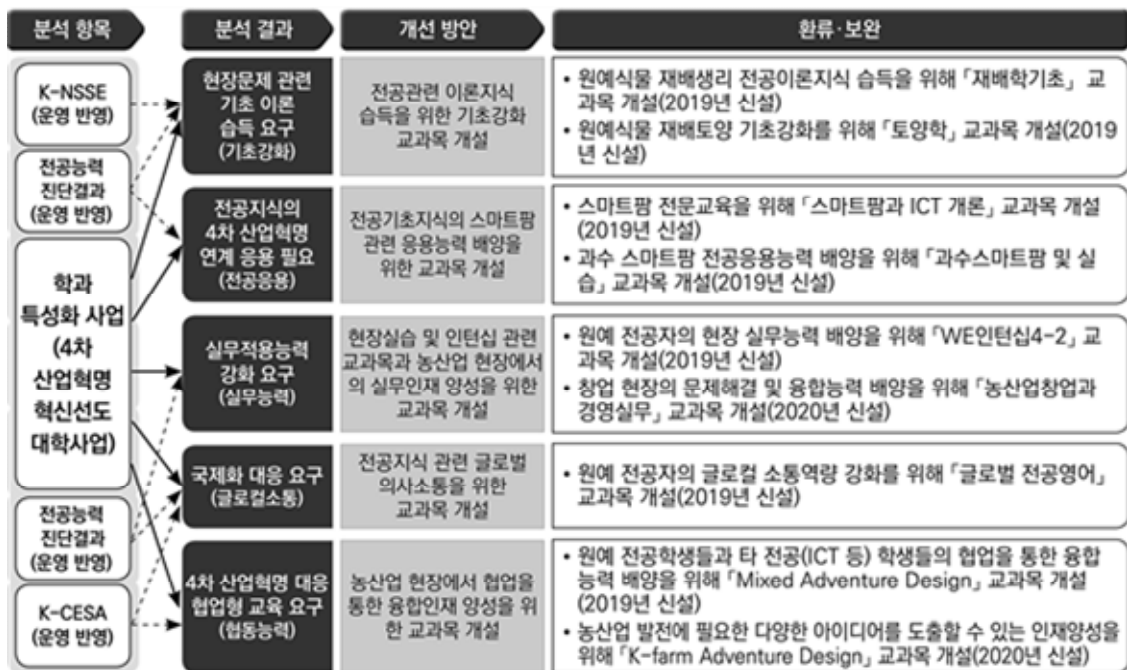 분석 항목
분석 결과
개선 방안
환류·보완
K-NSSE
(운영 반영)
전공능력
진단결과
(운영 반영)
학과
특성화 사업
(4차
산업혁명
혁신선도
대학사업)
전공능력
진단결과
(운영 반영)
K-CESA
(운영 반영)
현장문제 관련
기초 이론
습득 요구
(기초강화)
전공관련 이론지식
습득을 위한 기초강화
교과목 개설
• 원예식물 재배생리 전공이론지식 습득을 위해 「재배학기초」 교
과목 개설(2019년 신설)
• 원예식물 재배토양 기초강화를 위해 「토양학」 교과목 개설(2019
년 신설)
전공지식의
4차 산업혁명
연계 응용 필요
(전공응용)
전공기초지식의 스마트팜
관련 응용능력 배양을
위한 교과목 개설
• 스마트팜 전문교육을 위해 「스마트팜과 ICT 개론」 교과목 개설
(2019년 신설)
• 과수 스마트팜 전공응용능력 배양을 위해 「과수스마트팜 및 실
습」 교과목 개설(2019년 신설)
실무적용능력
강화 요구
(실무능력)
현장실습 및 인턴십 관련
교과목과 농산업 현장에서
의 실무인재 양성을 위한
교과목 개설
• 원예 전공자의 현장 실무능력 배양을 위해 「WE인턴십4-2」 교
과목 개설(2019년 신설)
• 창업 현장의 문제해결 및 융합능력 배양을 위해 「농산업창업과
경영실무」 교과목 개설(2020년 신설)
국제화 대응 요구
(글로컬소통)
전공지식 관련 글로벌
의사소통을 위한
교과목 개설
• 원예 전공자의 글로컬 소통역량 강화를 위해 「글로벌 전공영어」
교과목 개설(2019년 신설)
4차 산업혁명 대응
협업형 교육 요구
(협동능력)
농산업 현장에서 협업을
통한 융합인재 양성을 위
한 교과목 개설
• 원예 전공학생들과 타 전공(ICT 등) 학생들의 협업을 통한 융합
능력 배양을 위해 「Mixed Adventure Design」 교과목 개설
(2019년 신설)
• 농산업 발전에 필요한 다양한 아이디어를 도출할 수 있는 인재양성을
위해 「K-farm Adventure Design」 교과목 개설(2020년 신설)